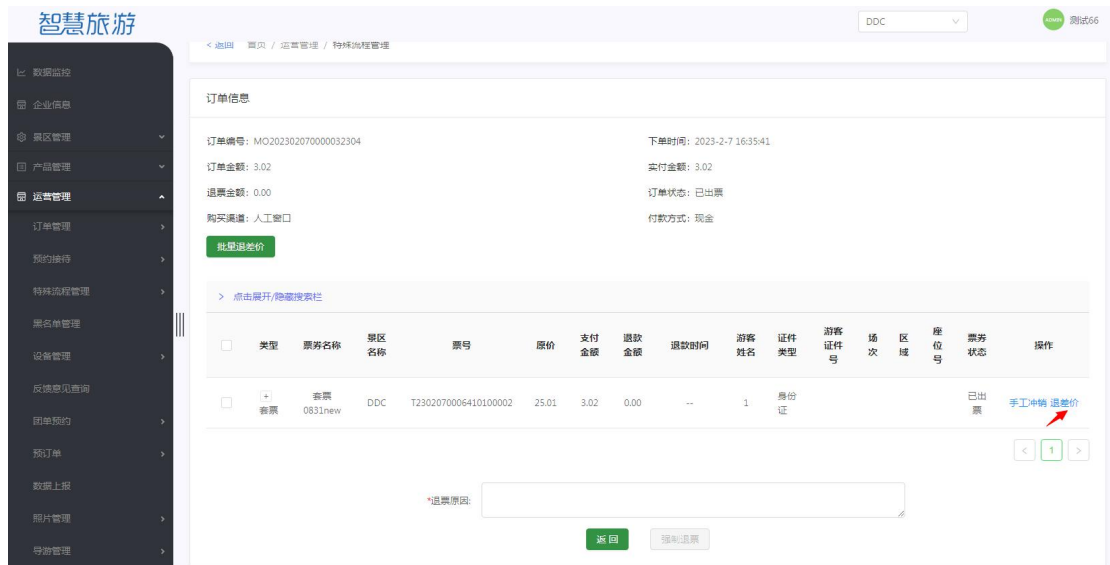 智慧旅游
DDC
ADMIN
测试66
< 返回 首页 / 运营管理 / 特殊流程管理
数据监控
企业信息
景区管理
产品管理
运营管理
订单管理
预约接待
特殊流程管理
黑名单管理
设备管理
反馈意见查询
团单预约
预订单
数据上报
照片管理
导游管理
订单信息
订单编号: MO202302070000032304
下单时间: 2023-2-7 16:35:41
订单金额: 3.02
实付金额: 3.02
退票金额: 0.00
订单状态: 已出票
购买渠道: 人工窗口
付款方式: 现金
批量退差价
> 点击展开/隐藏搜索栏
类型 票券名称 景区名称 票号 原价 支付金额 退款金额 退款时间 游客姓名 证件类型 游客证件号 场次 区域 座位号 票券状态 操作
+ 套票 套票0831new DDC T2302070006410100002 25.01 3.02 0.00 -- 1 身份证 已出票 手工冲销 退差价
< 1 >
*退票原因:
返 回
强制退票